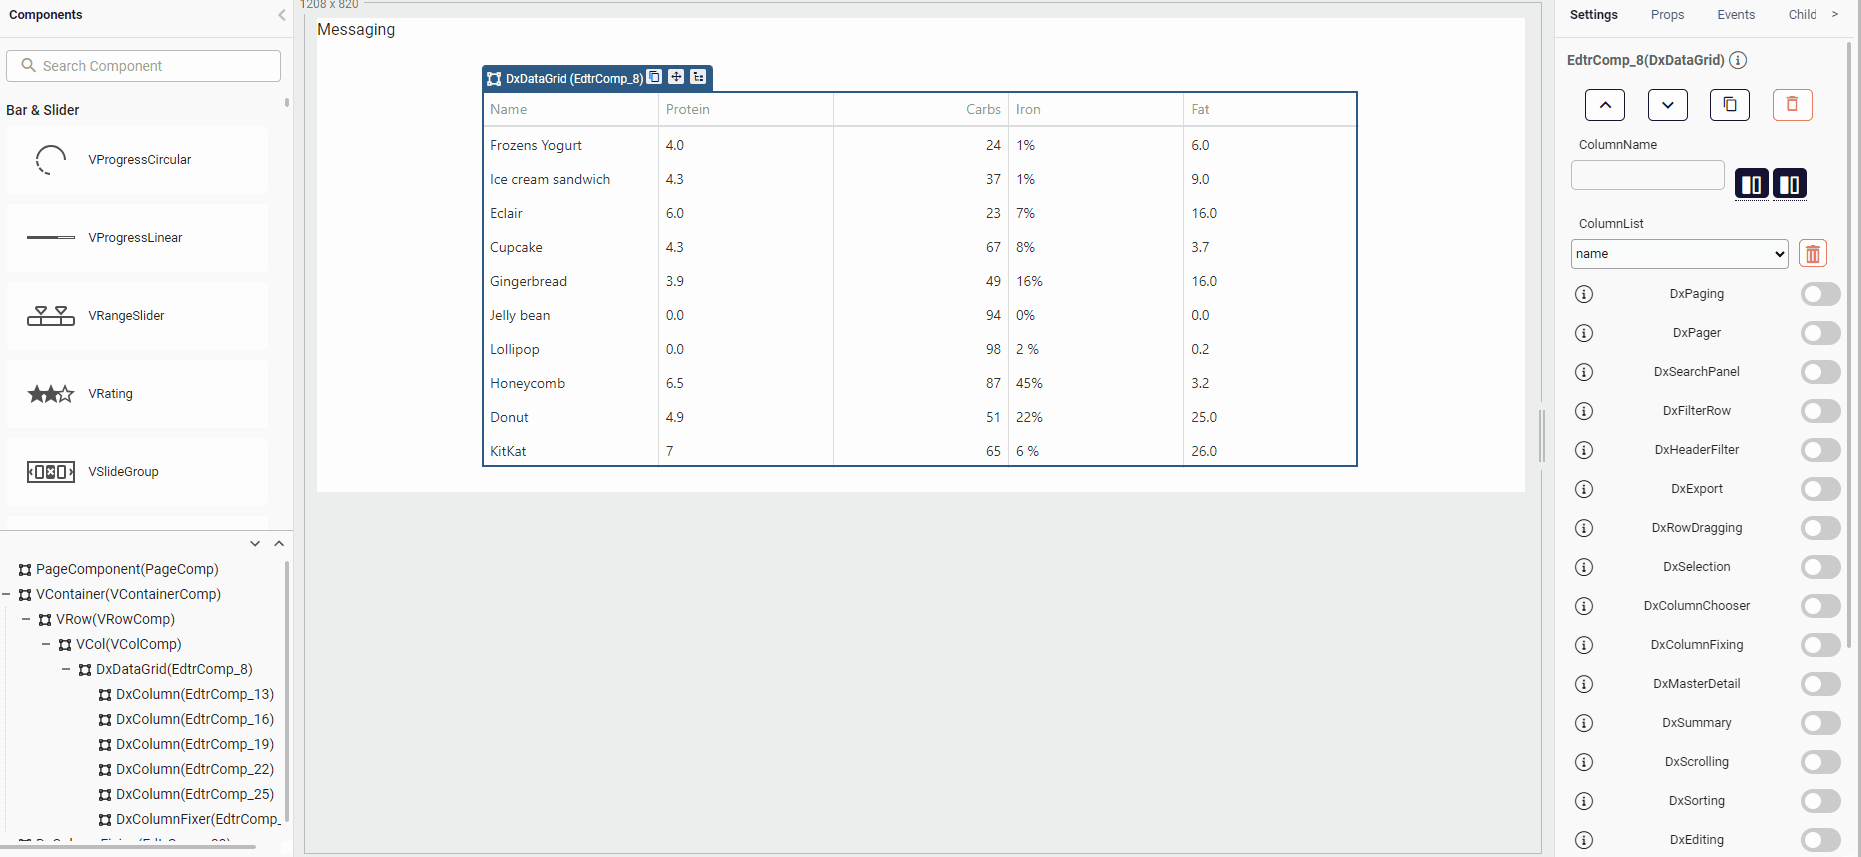 Components
Search Component
Bar & Slider
VProgressCircular
VProgressLinear
VRangeSlider
VRating
VSlideGroup
PageComponent(PageComp)
VContainer(VContainerComp)
VRow(VRowComp)
VCol(VColComp)
DxDataGrid(EdtrComp_8)
DxColumn(EdtrComp_13)
DxColumn(EdtrComp_16)
DxColumn(EdtrComp_19)
DxColumn(EdtrComp_22)
DxColumn(EdtrComp_25)
DxColumnFixer(EdtrComp_
1208 x 820
Messaging
DxDataGrid (EdtrComp_8)
Name Protein Carbs Iron Fat
Frozens Yogurt 4.0 24 1% 6.0
Ice cream sandwich 4.3 37 1% 9.0
Eclair 6.0 23 7% 16.0
Cupcake 4.3 67 8% 3.7
Gingerbread 3.9 49 16% 16.0
Jelly bean 0.0 94 0% 0.0
Lollipop 0.0 98 2 % 0.2
Honeycomb 6.5 87 45% 3.2
Donut 4.9 51 22% 25.0
KitKat 7 65 6 % 26.0
Settings Props Events Child >
EdtrComp_8(DxDataGrid)
ColumnName
ColumnList
name
DxPaging
DxPager
DxSearchPanel
DxFilterRow
DxHeaderFilter
DxExport
DxRowDragging
DxSelection
DxColumnChooser
DxColumnFixing
DxMasterDetail
DxSummary
DxScrolling
DxSorting
DxEditing